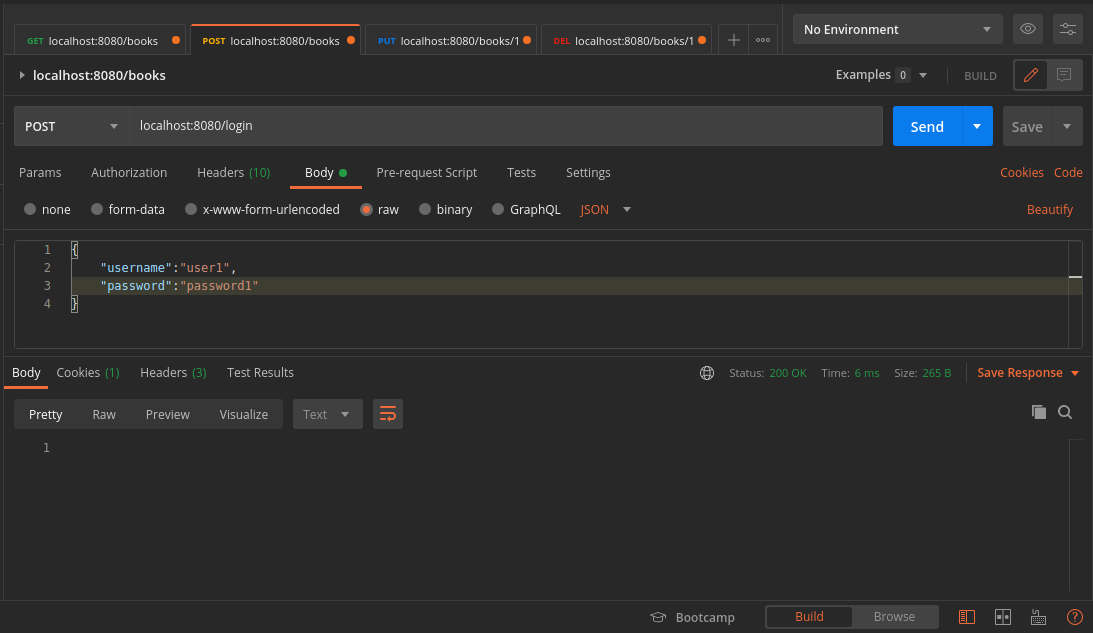 GET localhost:8080/books POST localhost:8080/books PUT localhost:8080/books/1 DEL localhost:8080/books/1 No Environment
localhost:8080/books Examples 0 BUILD
POST localhost:8080/login Send Save
Params Authorization Headers (10) Body Pre-request Script Tests Settings Cookies Code
none form-data x-www-form-urlencoded raw binary GraphQL JSON Beautify
1 {
2 "username":"user1",
3 "password":"password1"
4 }
Body Cookies (1) Headers (3) Test Results Status: 200 OK Time: 6 ms Size: 265 B Save Response
Pretty Raw Preview Visualize Text
1
Bootcamp Build Browse ?